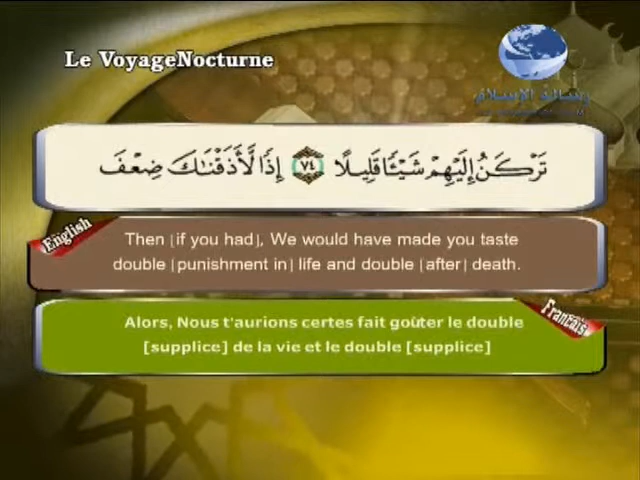 Le VoyageNocturne
رسالة الإسلام
تَرْكَنُ إِلَيْهِمْ شَيْـًٔا قَلِيلًا ۝٧٤ إِذًا لَّأَذَقْنَـٰكَ ضِعْفَ
English
Then [if you had], We would have made you taste
double [punishment in] life and double [after] death.
Francais
Alors, Nous t'aurions certes fait goûter le double
[supplice] de la vie et le double [supplice]